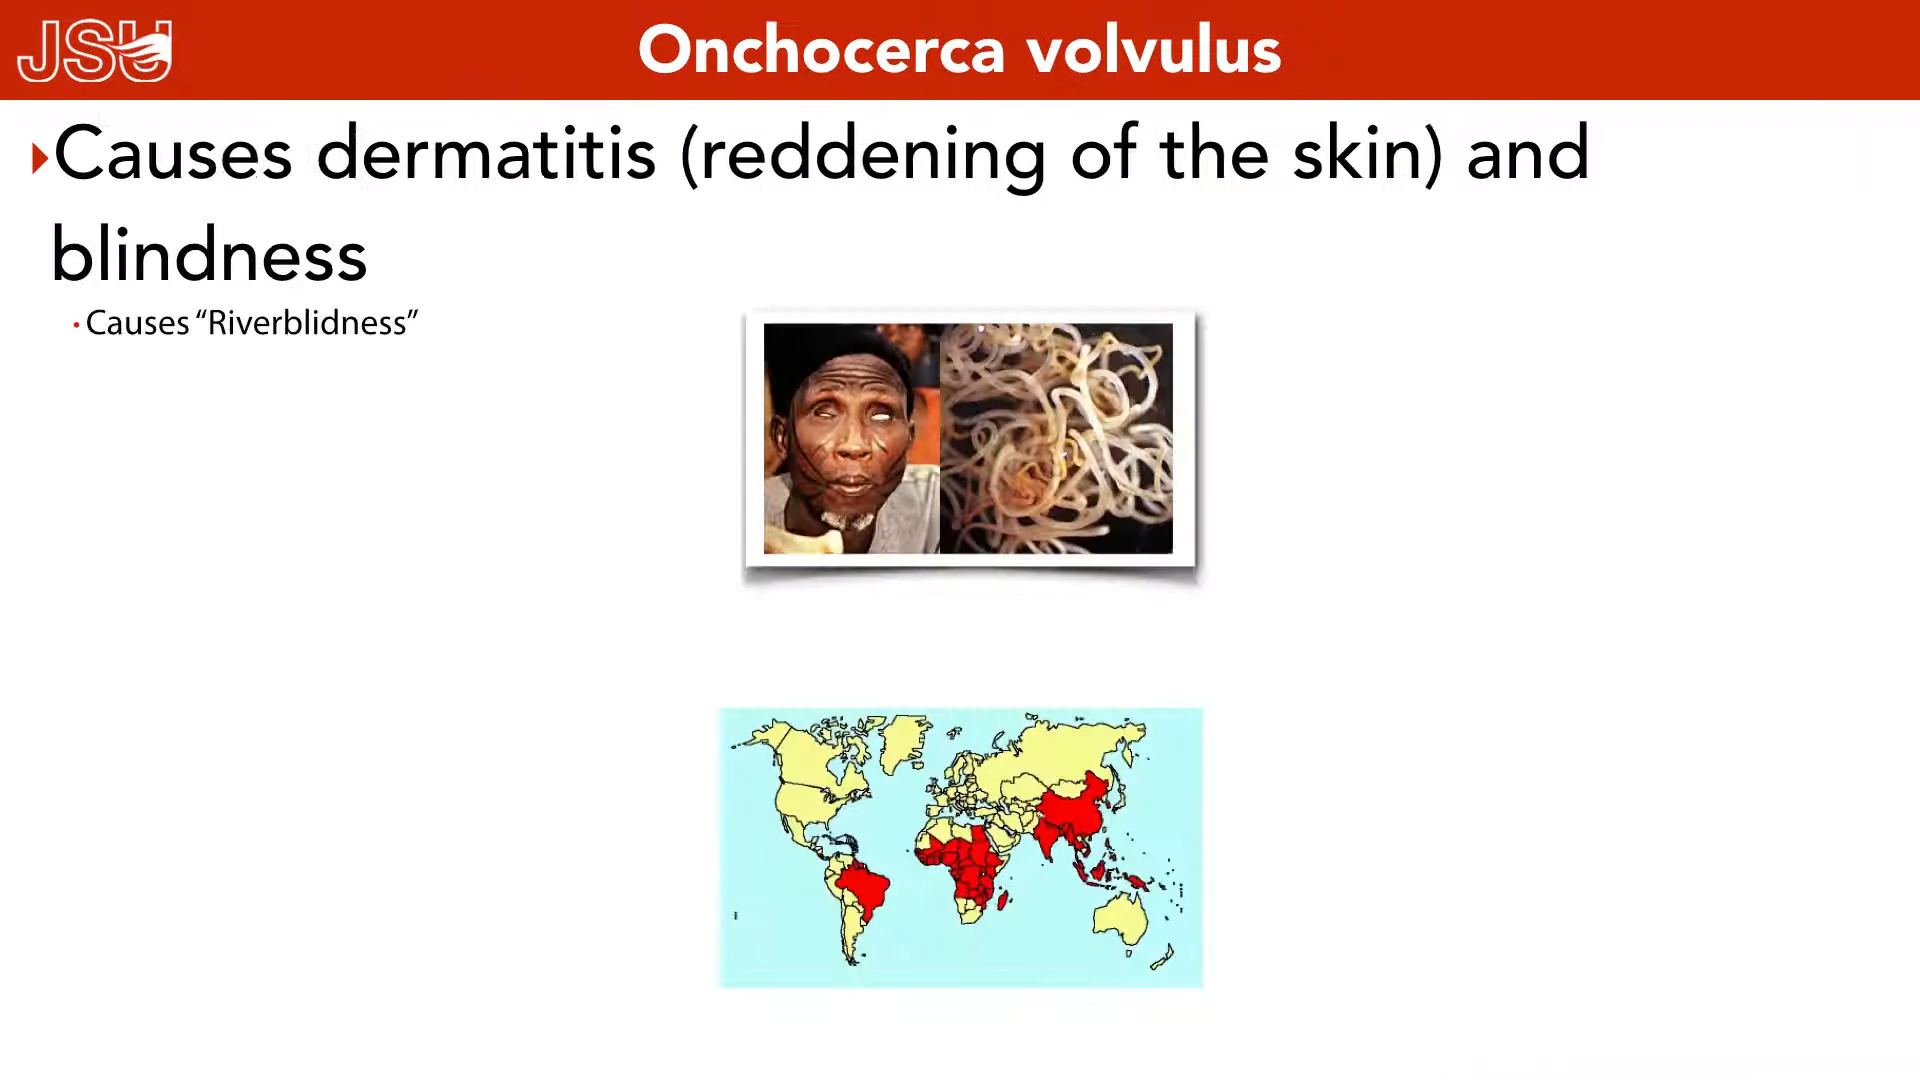 JSU
Onchocerca volvulus
Causes dermatitis (reddening of the skin) and
blindness
Causes “Riverblidness”